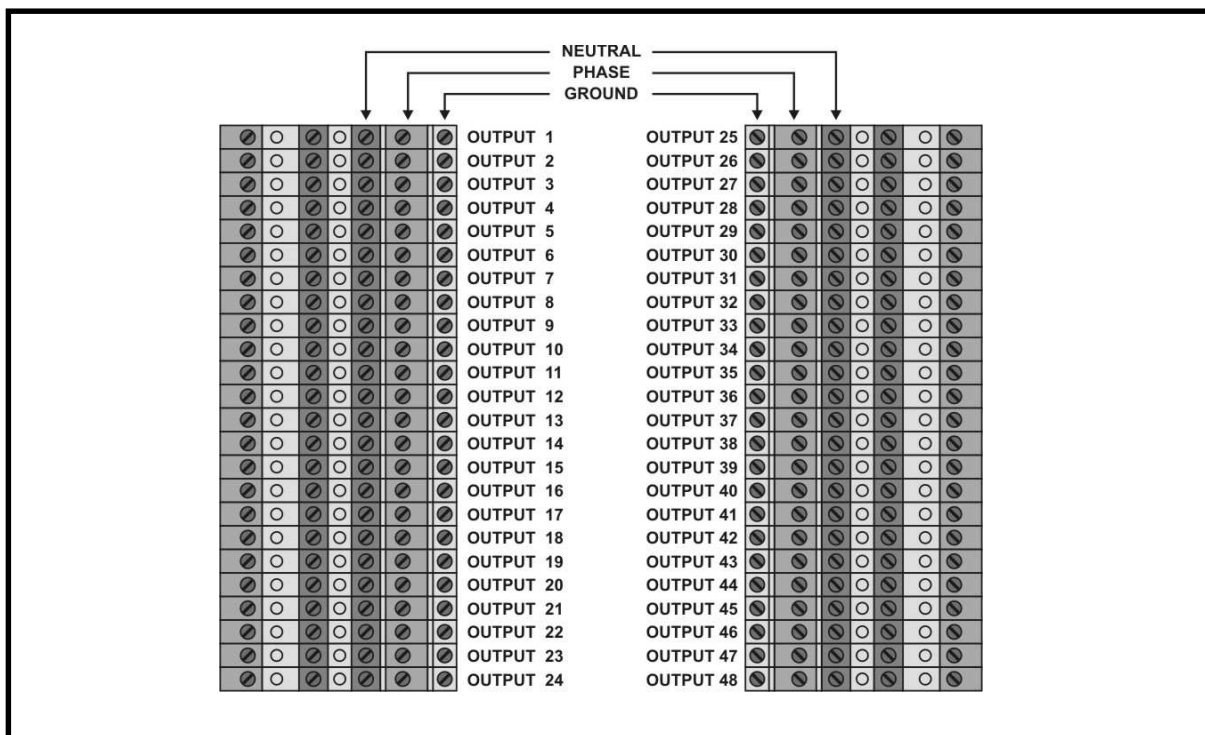 NEUTRAL
PHASE
GROUND
OUTPUT 1 OUTPUT 25
OUTPUT 2 OUTPUT 26
OUTPUT 3 OUTPUT 27
OUTPUT 4 OUTPUT 28
OUTPUT 5 OUTPUT 29
OUTPUT 6 OUTPUT 30
OUTPUT 7 OUTPUT 31
OUTPUT 8 OUTPUT 32
OUTPUT 9 OUTPUT 33
OUTPUT 10 OUTPUT 34
OUTPUT 11 OUTPUT 35
OUTPUT 12 OUTPUT 36
OUTPUT 13 OUTPUT 37
OUTPUT 14 OUTPUT 38
OUTPUT 15 OUTPUT 39
OUTPUT 16 OUTPUT 40
OUTPUT 17 OUTPUT 41
OUTPUT 18 OUTPUT 42
OUTPUT 19 OUTPUT 43
OUTPUT 20 OUTPUT 44
OUTPUT 21 OUTPUT 45
OUTPUT 22 OUTPUT 46
OUTPUT 23 OUTPUT 47
OUTPUT 24 OUTPUT 48